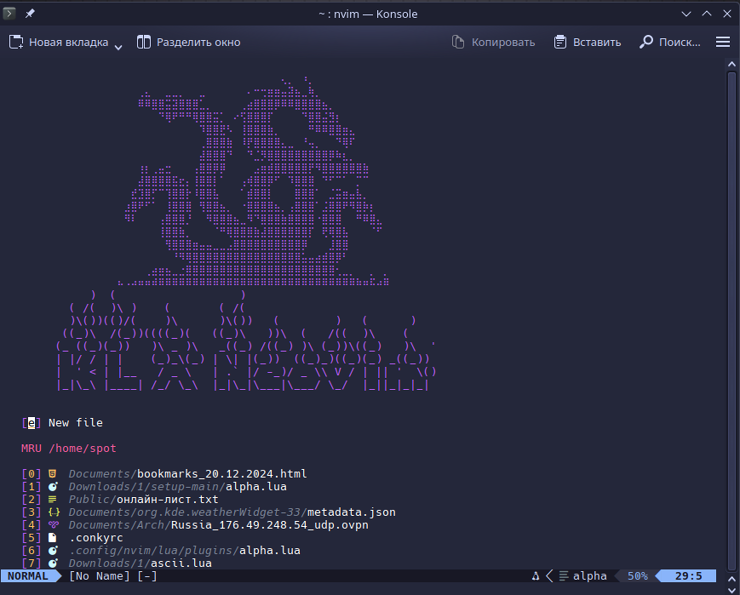 ~ : nvim — Konsole
Новая вкладка
Разделить окно
Копировать
Вставить
Поиск...
[e] New file
MRU /home/spot
[0] Documents/bookmarks_20.12.2024.html
[1] Downloads/1/setup-main/alpha.lua
[2] Public/онлайн-лист.txt
[3] Documents/org.kde.weatherWidget-33/metadata.json
[4] Documents/Arch/Russia_176.49.248.54_udp.ovpn
[5] .conkyrc
[6] .config/nvim/lua/plugins/alpha.lua
[7] Downloads/1/ascii.lua
NORMAL [No Name] [-] alpha 50% 29:5